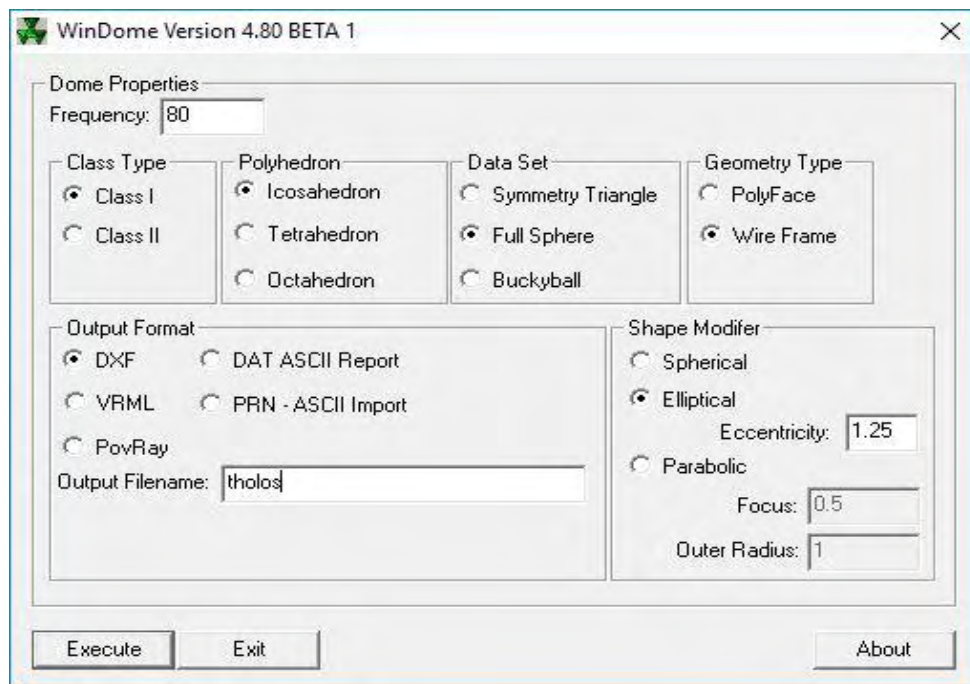 WinDome Version 4.80 BETA 1
Dome Properties
Frequency: 80
Class Type
Class I
Class II
Polyhedron
Icosahedron
Tetrahedron
Octahedron
Data Set
Symmetry Triangle
Full Sphere
Buckyball
Geometry Type
PolyFace
Wire Frame
Output Format
DXF
DAT ASCII Report
VRML
PRN - ASCII Import
PovRay
Output Filename: tholos
Shape Modifer
Spherical
Elliptical
Eccentricity: 1.25
Parabolic
Focus: 0.5
Outer Radius: 1
Execute
Exit
About